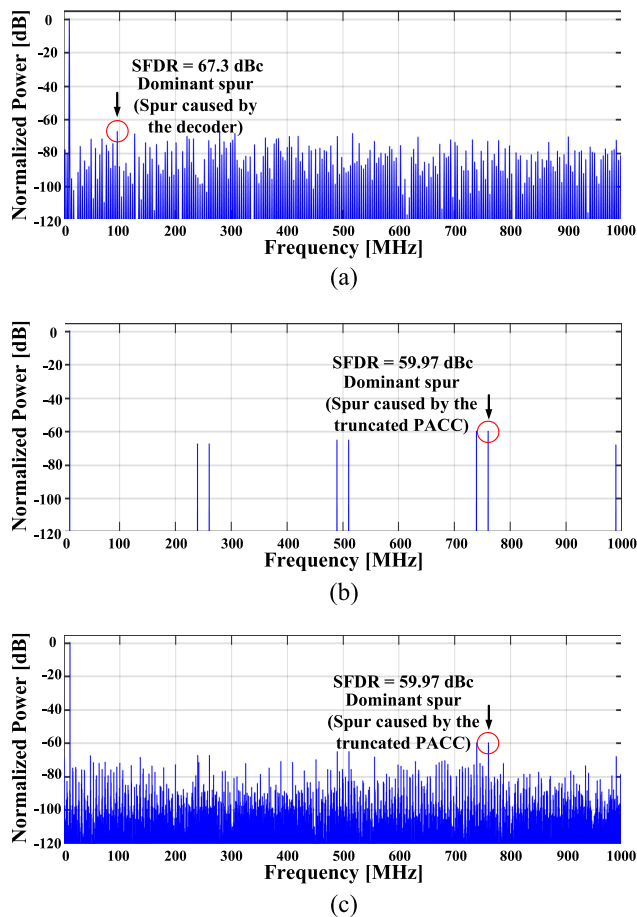 Normalized Power [dB]
0
-20
-40
-60
-80
-100
-120
SFDR = 67.3 dBc
Dominant spur
(Spur caused by
the decoder)
0 100 200 300 400 500 600 700 800 900 1000
Frequency [MHz]
(a)
Normalized Power [dB]
0
-20
-40
-60
-80
-100
-120
SFDR = 59.97 dBc
Dominant spur
(Spur caused by the
truncated PACC)
0 100 200 300 400 500 600 700 800 900 1000
Frequency [MHz]
(b)
Normalized Power [dB]
0
-20
-40
-60
-80
-100
-120
SFDR = 59.97 dBc
Dominant spur
(Spur caused by the
truncated PACC)
0 100 200 300 400 500 600 700 800 900 1000
Frequency [MHz]
(c)